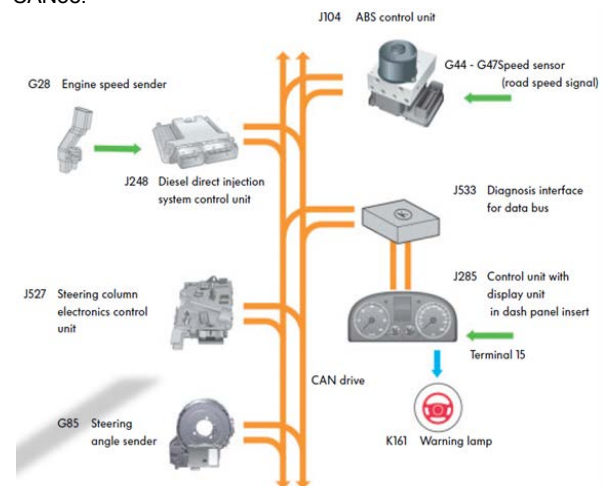 J104 ABS control unit
G44 - G47Speed sensor
(road speed signal)
G28 Engine speed sender
J248 Diesel direct injection
system control unit
J533 Diagnosis interface
for data bus
J527 Steering column
electronics control
unit
J285 Control unit with
display unit
in dash panel insert
Terminal 15
CAN drive
G85 Steering
angle sender
K161 Warning lamp